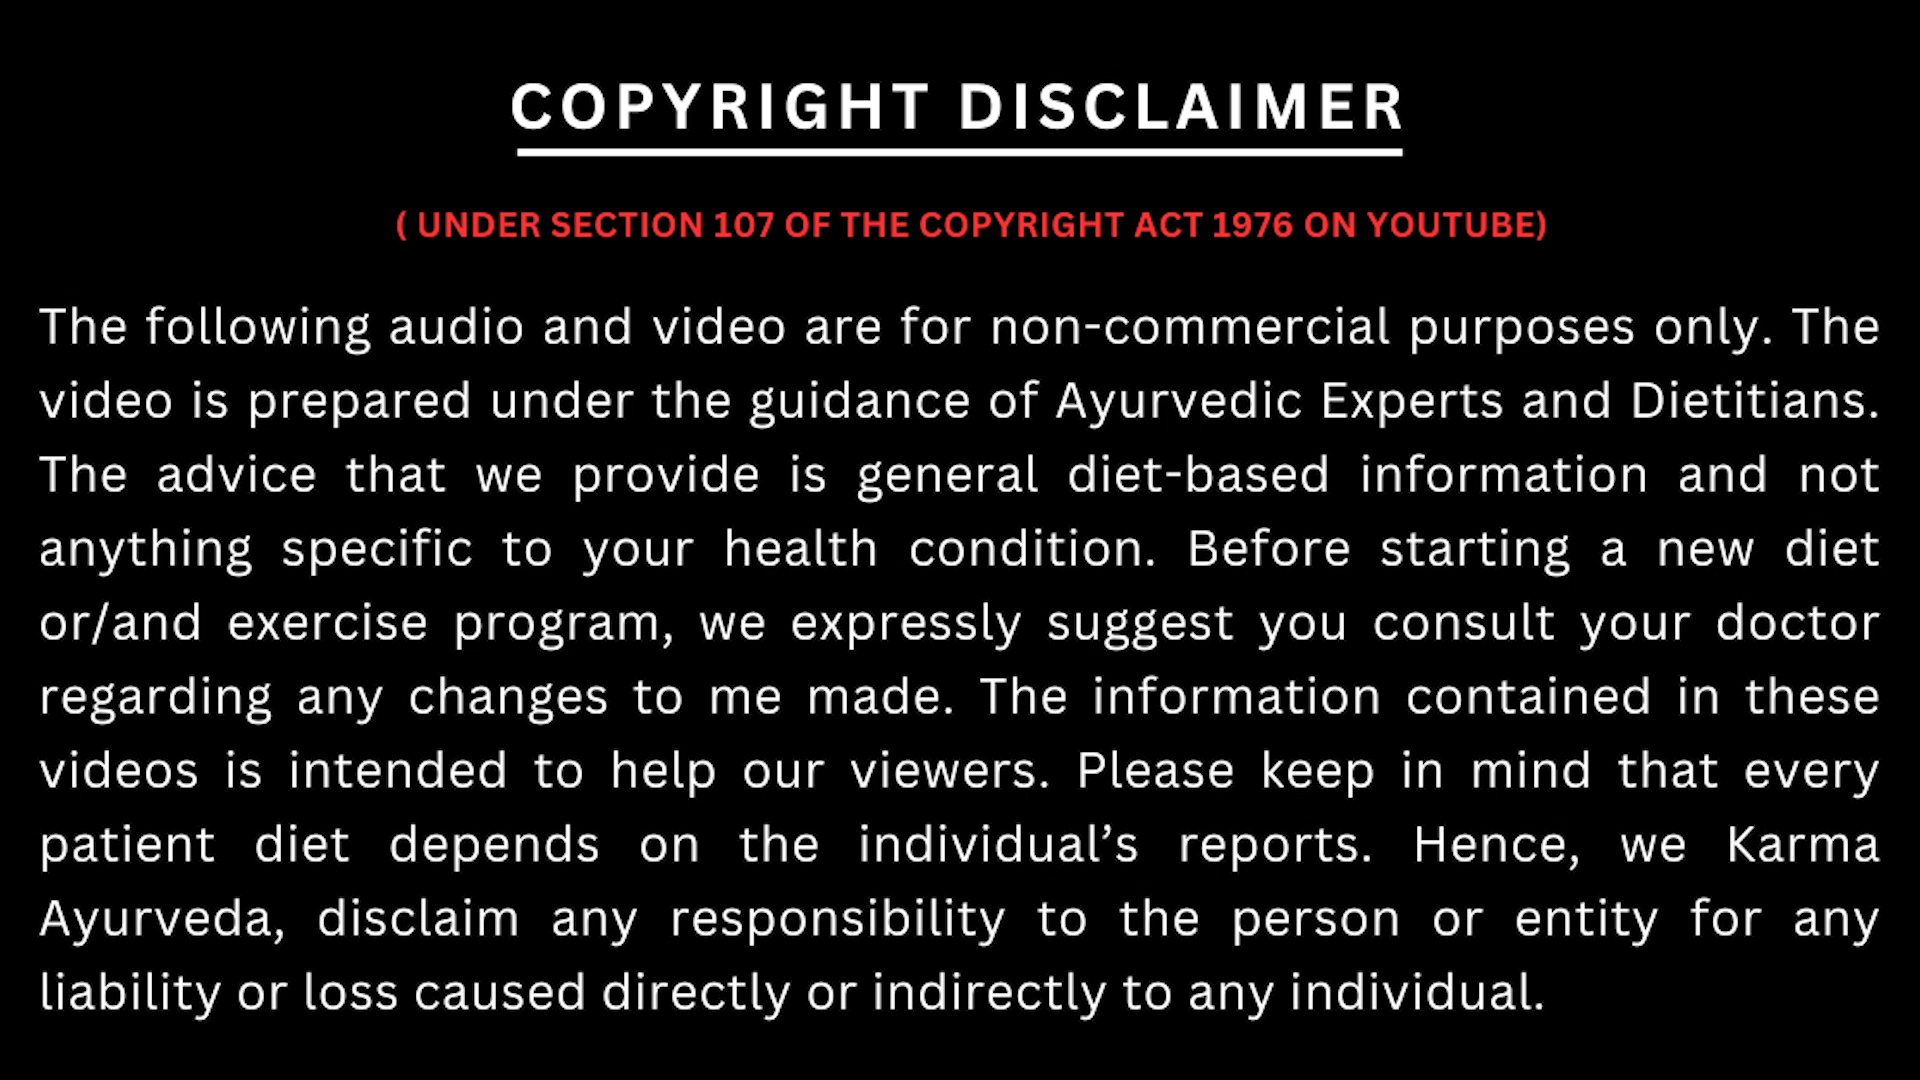 COPYRIGHT DISCLAIMER
( UNDER SECTION 107 OF THE COPYRIGHT ACT 1976 ON YOUTUBE)
The following audio and video are for non-commercial purposes only. The
video is prepared under the guidance of Ayurvedic Experts and Dietitians.
The advice that we provide is general diet-based information and not
anything specific to your health condition. Before starting a new diet
or/and exercise program, we expressly suggest you consult your doctor
regarding any changes to me made. The information contained in these
videos is intended to help our viewers. Please keep in mind that every
patient diet depends on the individual’s reports. Hence, we Karma
Ayurveda, disclaim any responsibility to the person or entity for any
liability or loss caused directly or indirectly to any individual.